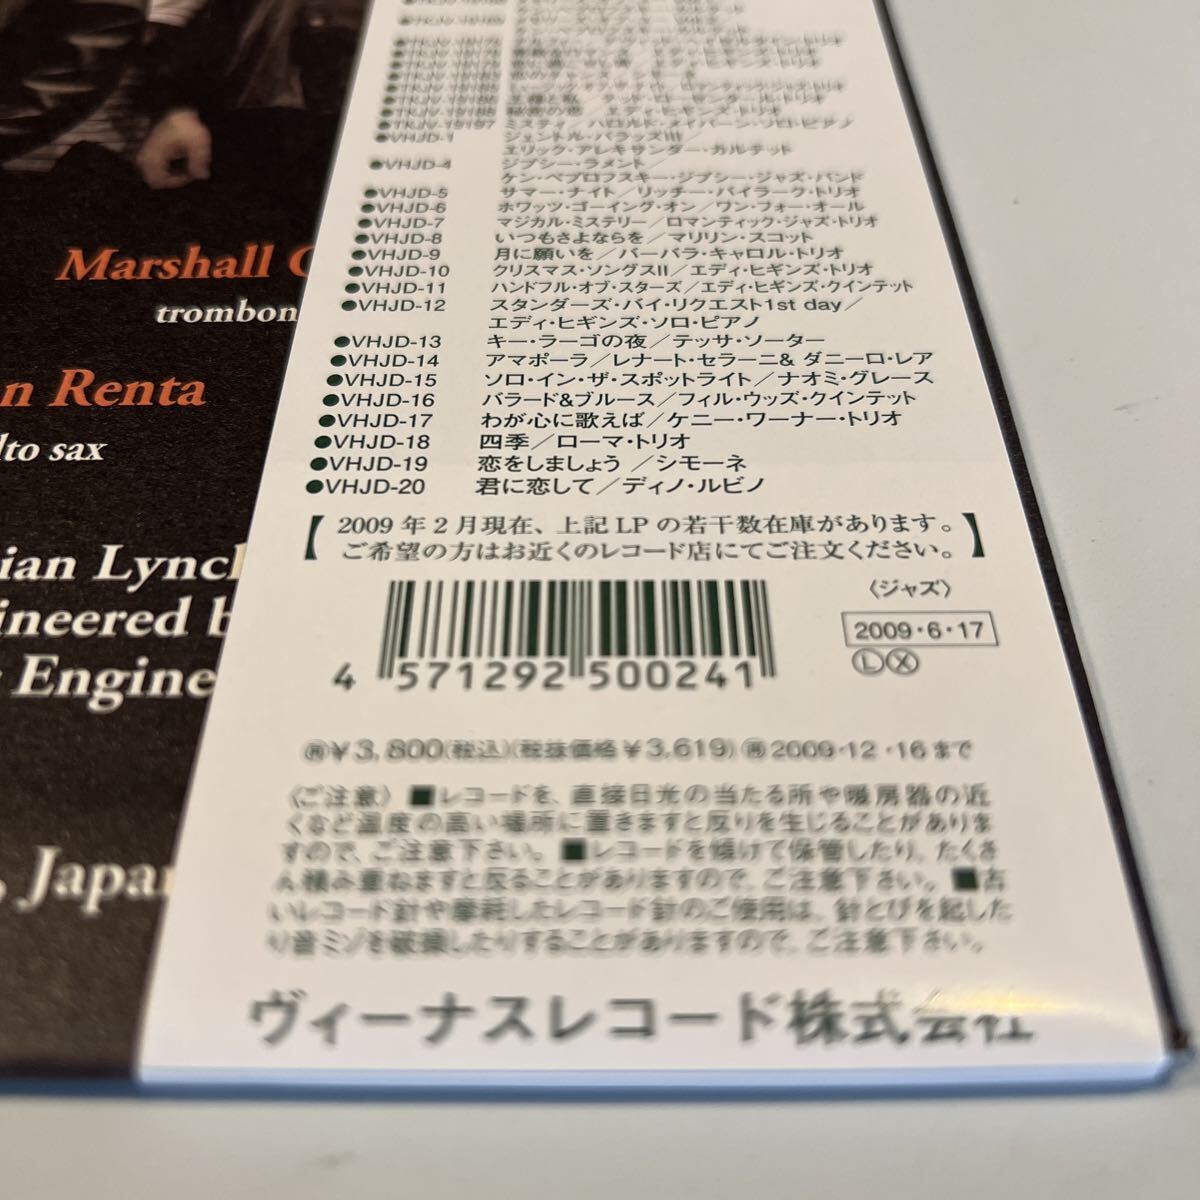 Marshall
trombon
n Renta
lto sax
ian Lynch
ineered b
Engine
, Japan
TKJV-19197 ミスティ/ハロルド・メイバーン・ソロ・ピアノ
●VHJD-1 ジェントル・バラッズIII/
エリック・アレキサンダー・カルテット
●VHJD-4 ジプシー・ラメント/
ケン・ペプロフスキー・ジプシー・ジャズ・バンド
●VHJD-5 サマー・ナイト/リッチー・バイラーク・トリオ
●VHJD-6 ホワッツ・ゴーイング・オン/ワン・フォー・オール
●VHJD-7 マジカル・ミステリー/ロマンティック・ジャズ・トリオ
●VHJD-8 いつもさよならを/マリリン・スコット
●VHJD-9 月に願いを/バーバラ・キャロル・トリオ
●VHJD-10 クリスマス・ソングスII/エディ・ヒギンズ・トリオ
●VHJD-11 ハンドフル・オブ・スターズ/エディ・ヒギンズ・クインテット
●VHJD-12 スタンダーズ・バイ・リクエスト1st day/
エディ・ヒギンズ・ソロ・ピアノ
●VHJD-13 キー・ラーゴの夜/テッサ・ソーター
●VHJD-14 アマポーラ/レナート・セラーニ& ダニーロ・レア
●VHJD-15 ソロ・イン・ザ・スポットライト/ナオミ・グレース
●VHJD-16 バラード&ブルース/フィル・ウッズ・クインテット
●VHJD-17 わが心に歌えば/ケニー・ワーナー・トリオ
●VHJD-18 四季/ローマ・トリオ
●VHJD-19 恋をしましょう/シモーネ
●VHJD-20 君に恋して/ディノ・ルビノ
【2009年2月現在、上記LPの若干数在庫があります。
ご希望の方はお近くのレコード店にてご注文ください。】
〈ジャズ〉
2009・6・17
Ⓛ Ⓧ
4 571292 500241
㊢¥3,800(税込)(税抜価格¥3,619)㊢2009・12・16まで
〈ご注意〉■レコードを、直接日光の当たる所や暖房器の近
くなど温度の高い場所に置きますと反りを生じることがありま
すので、ご注意下さい。■レコードを傾けて保管したり、たくさ
ん積み重ねますと反ることがありますので、ご注意下さい。■古
いレコード針や摩耗したレコード針のご使用は、針とびを起した
り音ミゾを破損したりすることがありますので、ご注意下さい。
ヴィーナスレコード株式会社